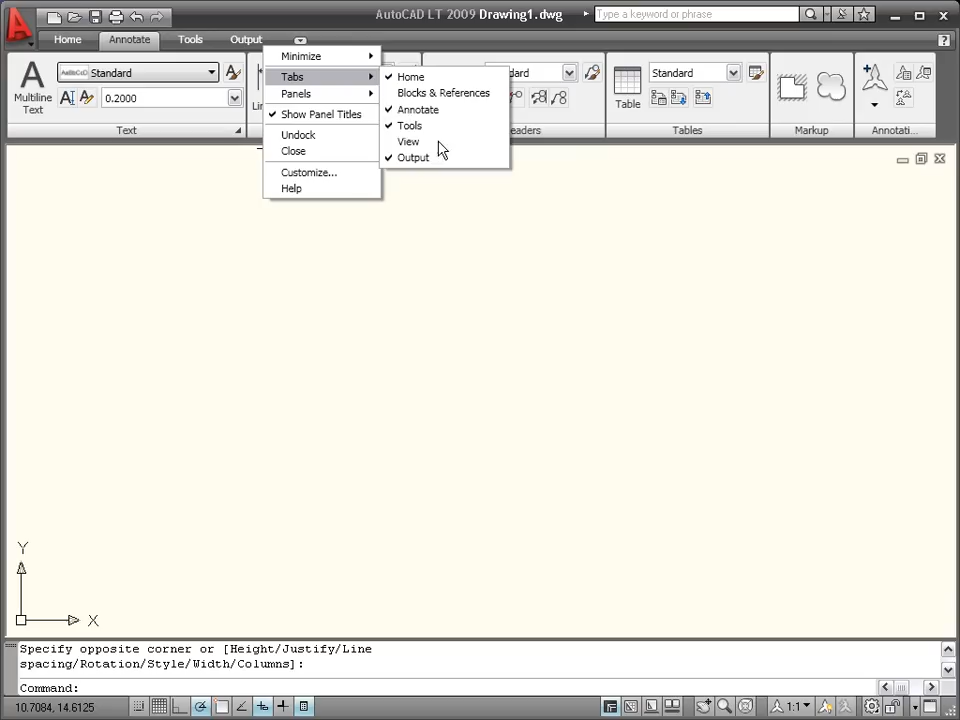 AutoCAD LT 2009 Drawing1.dwg
Type a keyword or phrase
Home
Annotate
Tools
Output
Multiline
Text
Standard
0.2000
Text
Minimize
Tabs
Panels
Show Panel Titles
Undock
Close
Customize...
Help
Home
Blocks & References
Annotate
Tools
View
Output
Standard
Table
Tables
Markup
Annotati...
Y
X
Specify opposite corner or [Height/Justify/Line
spacing/Rotation/Style/Width/Columns]:
Command:
10.7084, 14.6125
1:1